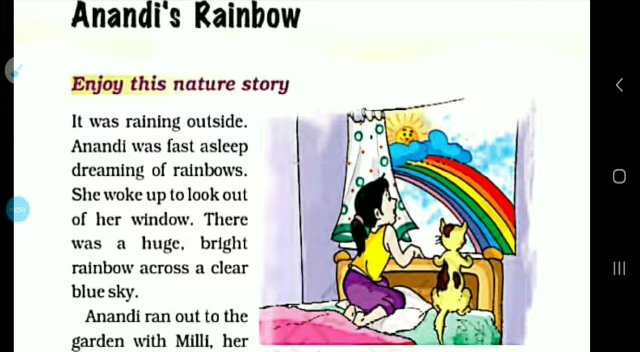 Anandi's Rainbow
Enjoy this nature story
It was raining outside.
Anandi was fast asleep
dreaming of rainbows.
She woke up to look out
of her window. There
was a huge, bright
rainbow across a clear
blue sky.
Anandi ran out to the
garden with Milli, her